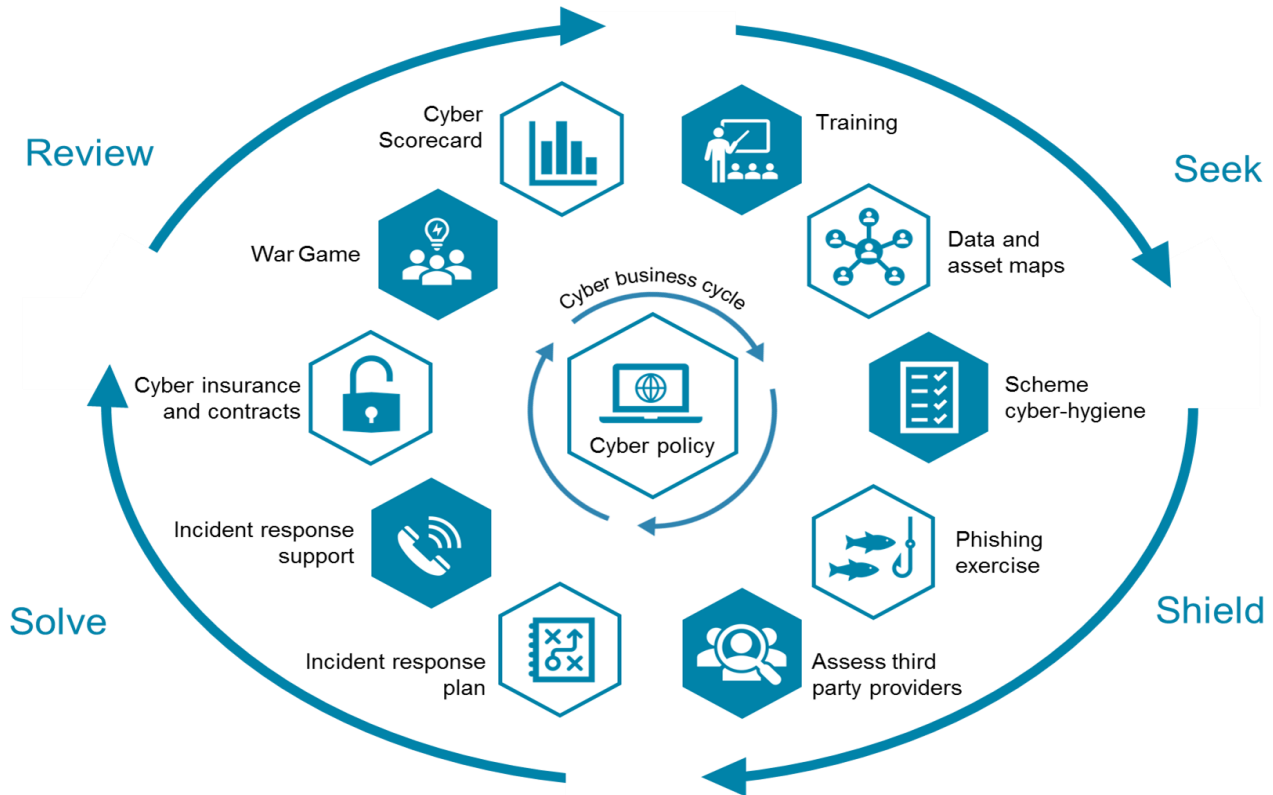 Review
Seek
Shield
Solve
Cyber
Scorecard
Training
War Game
Data and
asset maps
Cyber business cycle
Cyber policy
Cyber insurance
and contracts
Scheme
cyber-hygiene
Incident response
support
Phishing
exercise
Incident response
plan
Assess third
party providers